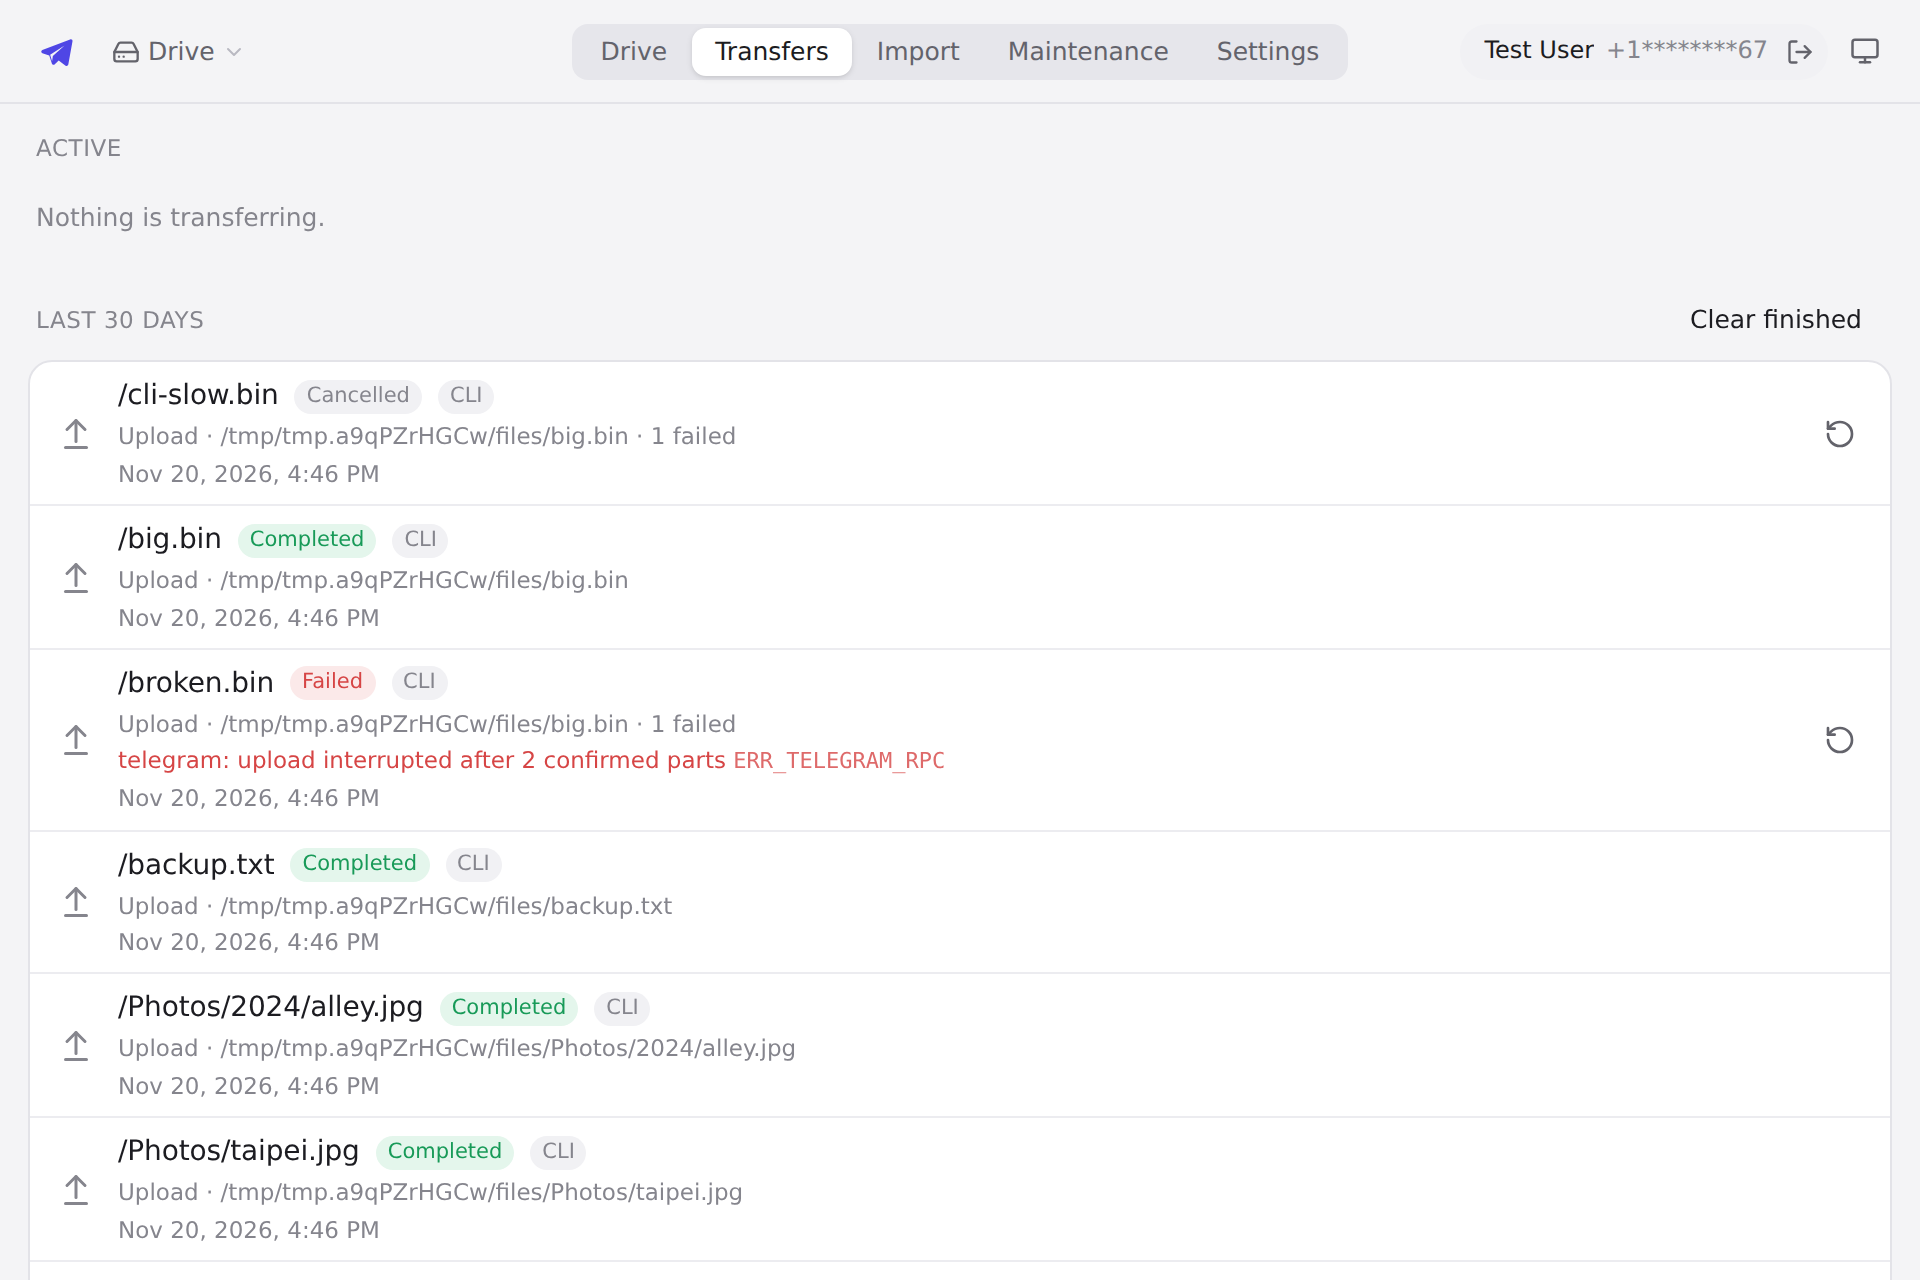 Drive
Drive Transfers Import Maintenance Settings
Test User +1********67
ACTIVE
Nothing is transferring.
LAST 30 DAYS
Clear finished
/cli-slow.bin Cancelled CLI
Upload · /tmp/tmp.a9qPZrHGCw/files/big.bin · 1 failed
Nov 20, 2026, 4:46 PM
/big.bin Completed CLI
Upload · /tmp/tmp.a9qPZrHGCw/files/big.bin
Nov 20, 2026, 4:46 PM
/broken.bin Failed CLI
Upload · /tmp/tmp.a9qPZrHGCw/files/big.bin · 1 failed
telegram: upload interrupted after 2 confirmed parts ERR_TELEGRAM_RPC
Nov 20, 2026, 4:46 PM
/backup.txt Completed CLI
Upload · /tmp/tmp.a9qPZrHGCw/files/backup.txt
Nov 20, 2026, 4:46 PM
/Photos/2024/alley.jpg Completed CLI
Upload · /tmp/tmp.a9qPZrHGCw/files/Photos/2024/alley.jpg
Nov 20, 2026, 4:46 PM
/Photos/taipei.jpg Completed CLI
Upload · /tmp/tmp.a9qPZrHGCw/files/Photos/taipei.jpg
Nov 20, 2026, 4:46 PM